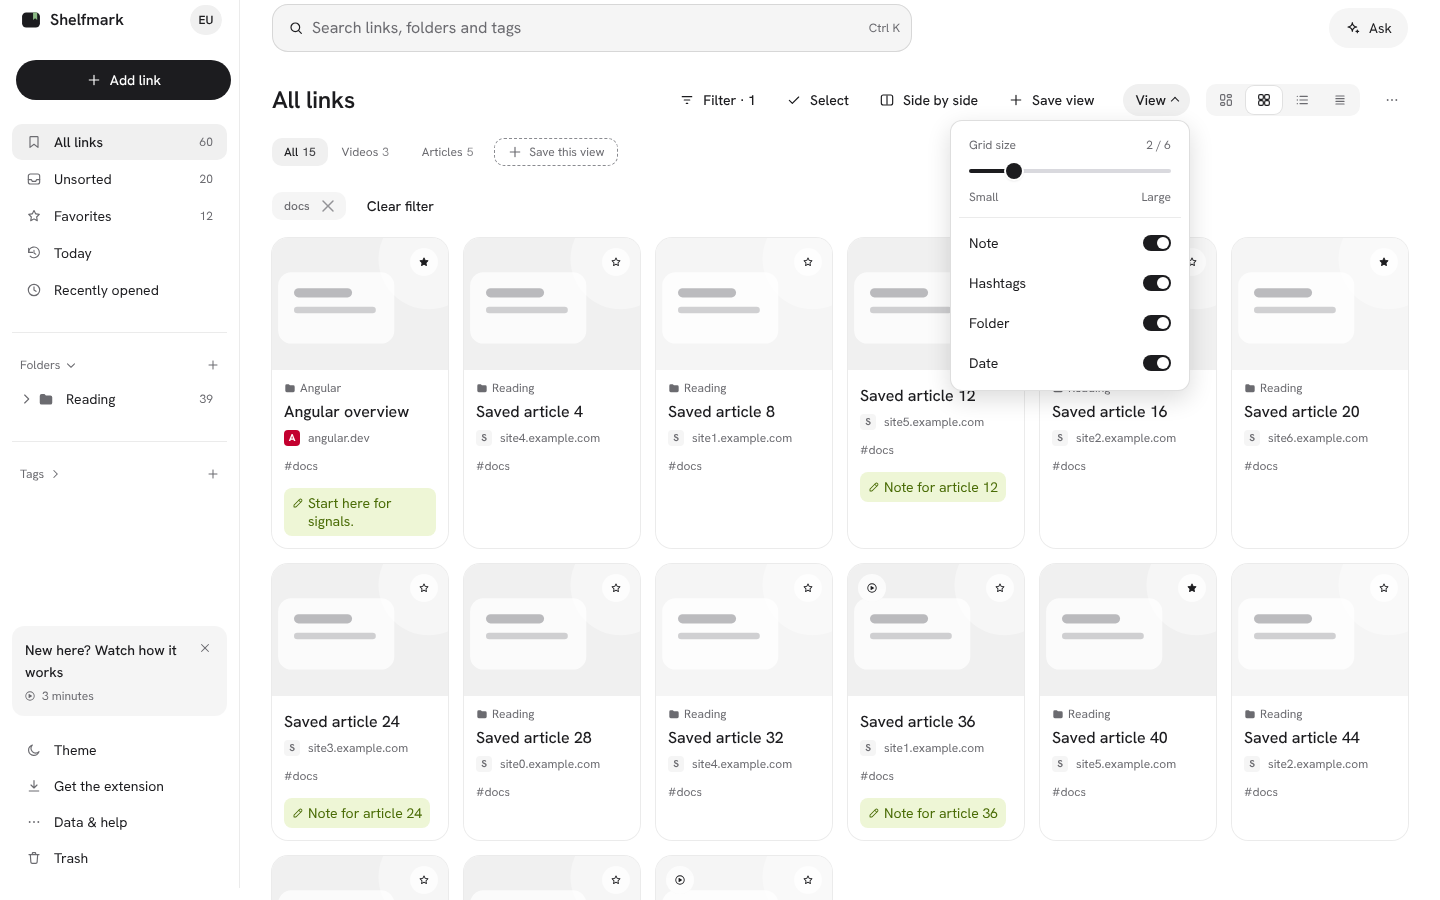 Shelfmark
EU
Search links, folders and tags
Ctrl K
Ask
Add link
All links 60
Unsorted 20
Favorites 12
Today
Recently opened
Folders
Reading 39
Tags
New here? Watch how it
works
3 minutes
Theme
Get the extension
Data & help
Trash
All links
Filter · 1
Select
Side by side
Save view
View
All 15
Videos 3
Articles 5
Save this view
docs
Clear filter
Grid size 2 / 6
Small Large
Note
Hashtags
Folder
Date
Angular
Angular overview
A angular.dev
#docs
Start here for
signals.
Reading
Saved article 4
S site4.example.com
#docs
Reading
Saved article 8
S site1.example.com
#docs
Saved article 12
S site5.example.com
#docs
Note for article 12
Reading
Saved article 16
S site2.example.com
#docs
Reading
Saved article 20
S site6.example.com
#docs
Saved article 24
S site3.example.com
#docs
Note for article 24
Reading
Saved article 28
S site0.example.com
#docs
Reading
Saved article 32
S site4.example.com
#docs
Saved article 36
S site1.example.com
#docs
Note for article 36
Reading
Saved article 40
S site5.example.com
#docs
Reading
Saved article 44
S site2.example.com
#docs